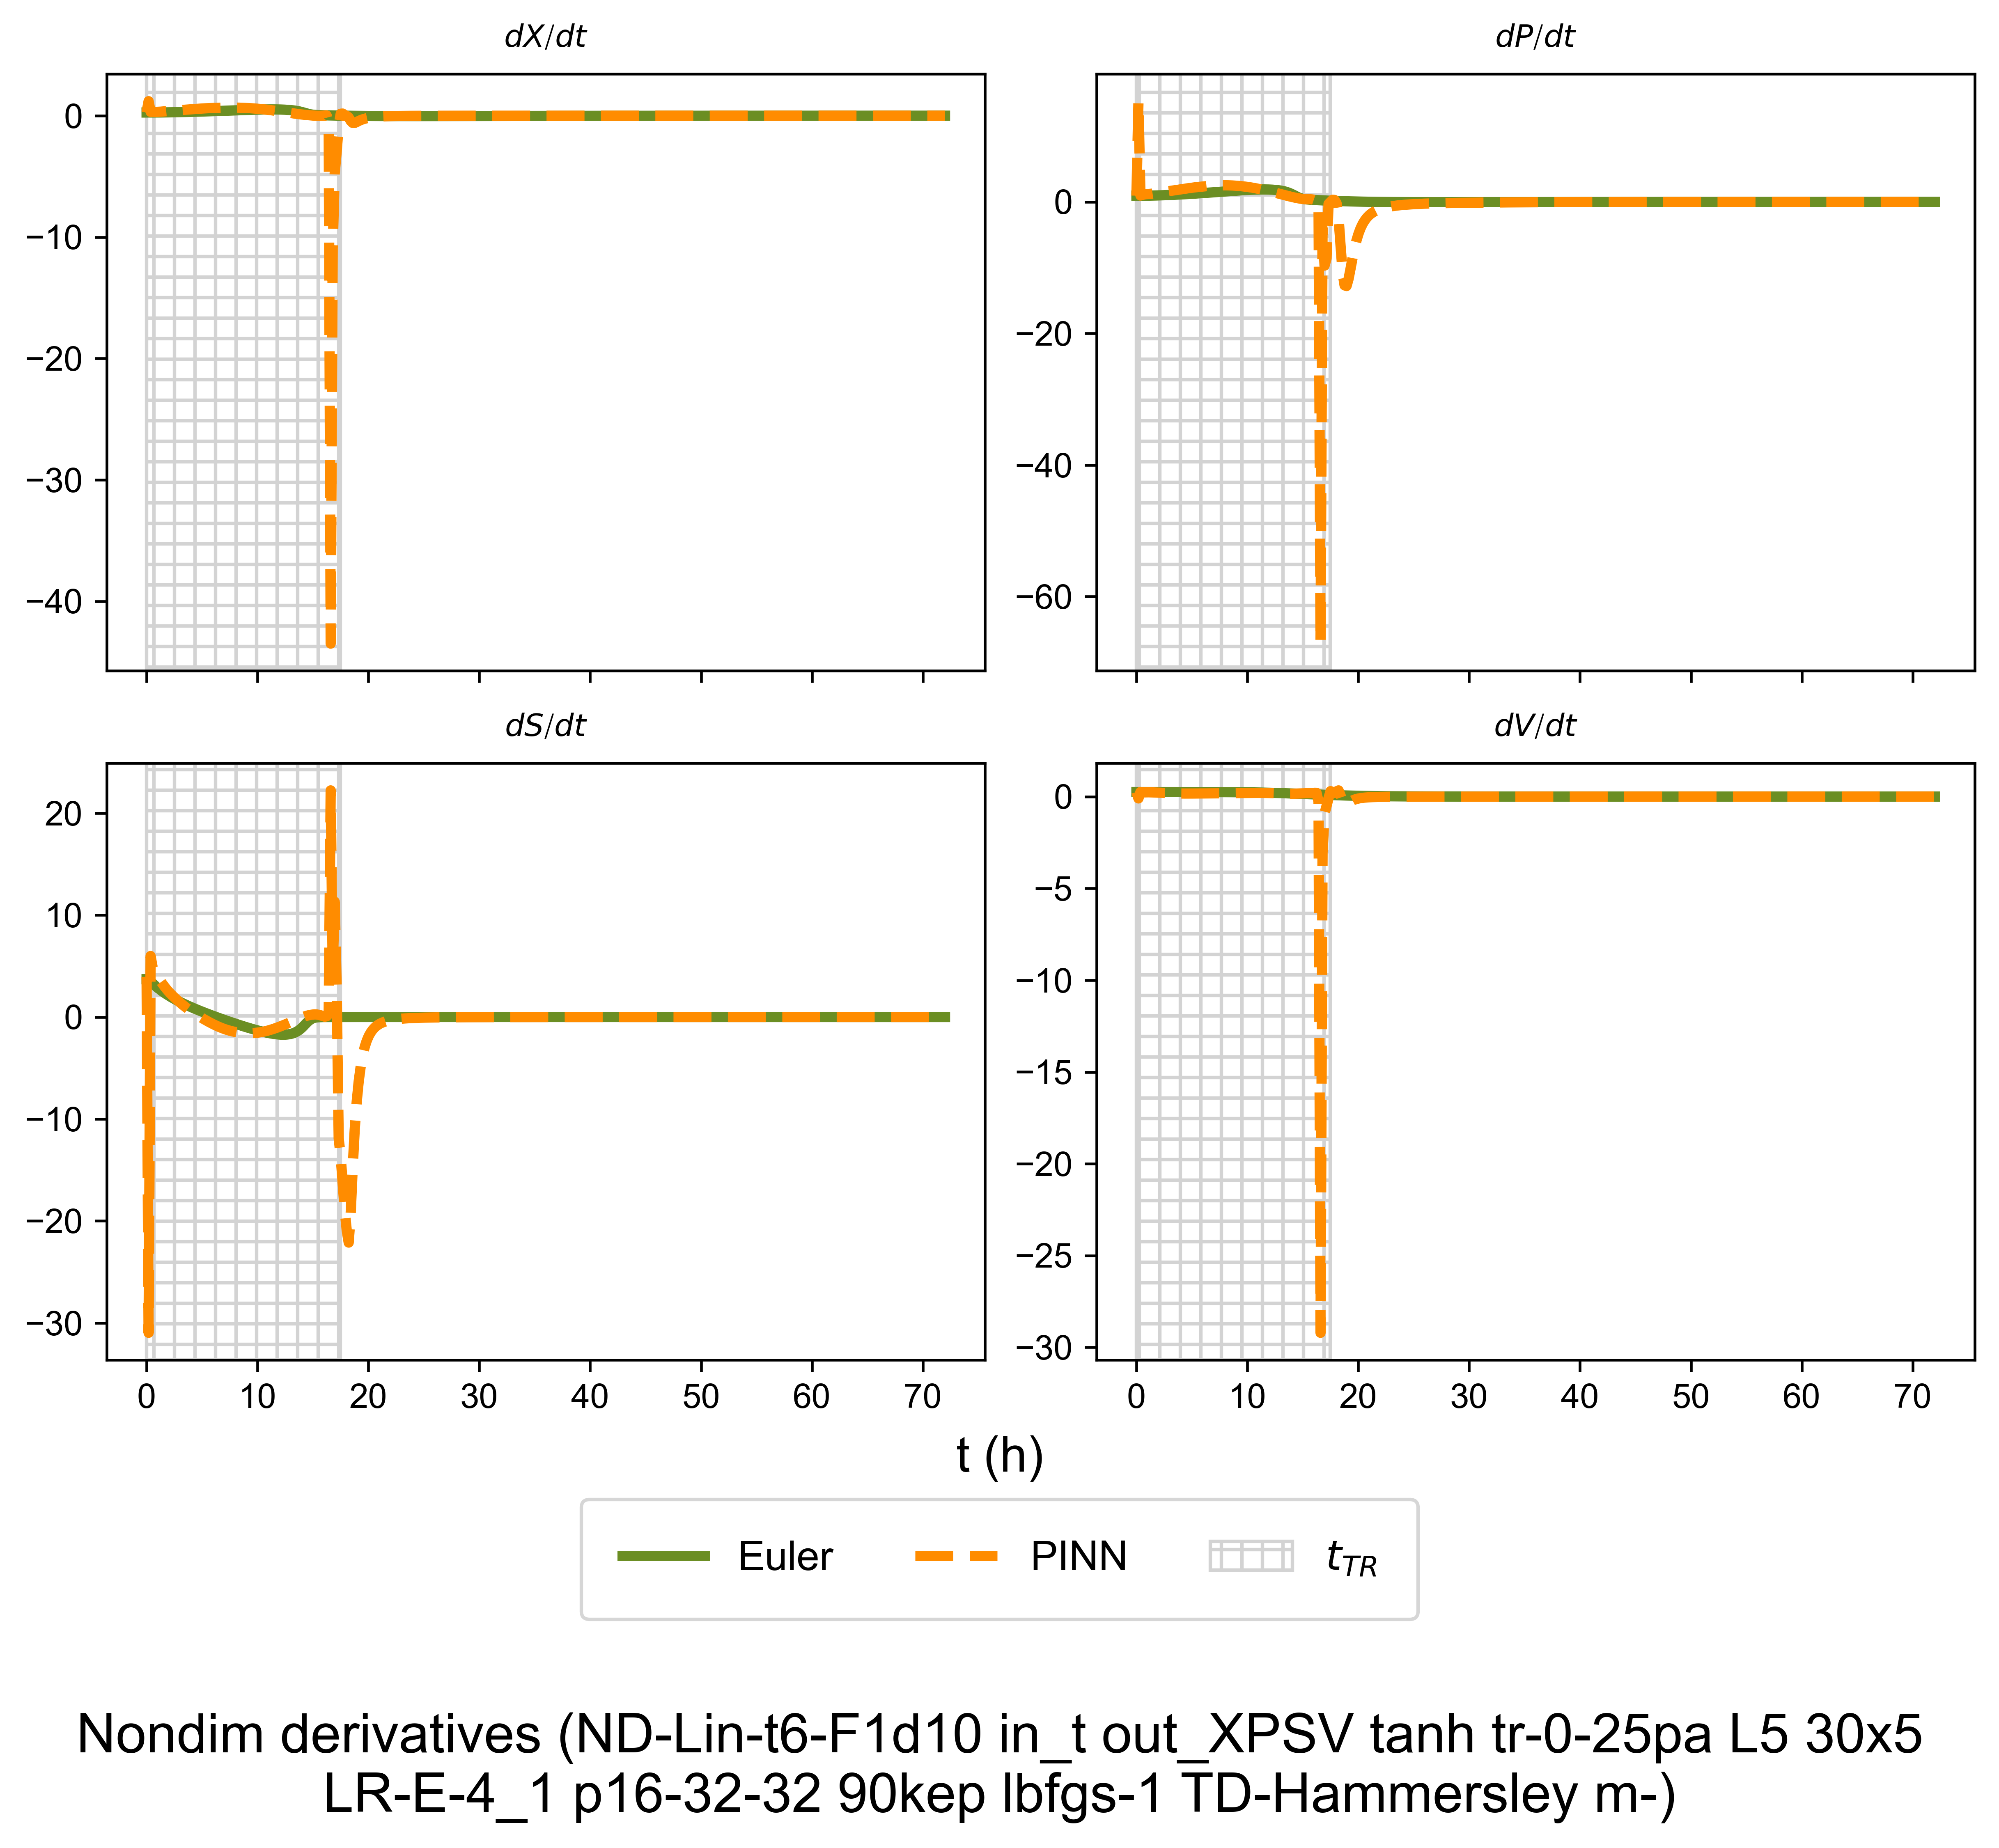 dX/dt
dP/dt
0
−10
−20
−30
−40
0
−20
−40
−60
dS/dt
dV/dt
20
10
0
−10
−20
−30
0
−5
−10
−15
−20
−25
−30
0 10 20 30 40 50 60 70
0 10 20 30 40 50 60 70
t (h)
Euler PINN t_TR
Nondim derivatives (ND-Lin-t6-F1d10 in_t out_XPSV tanh tr-0-25pa L5 30x5
LR-E-4_1 p16-32-32 90kep lbfgs-1 TD-Hammersley m-)